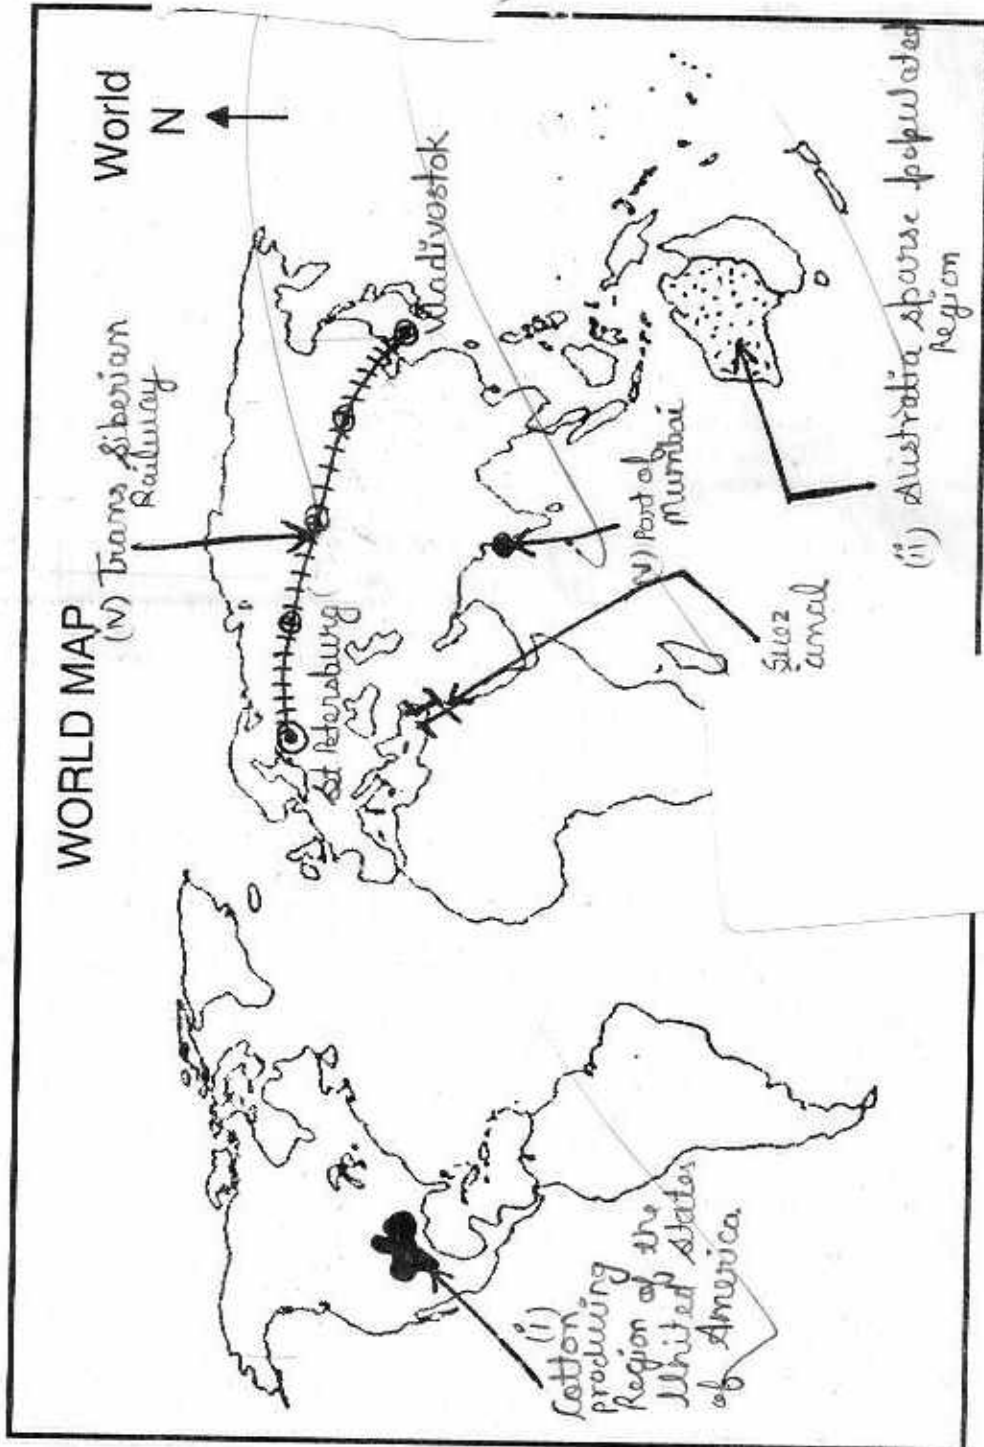 WORLD MAP
World
N
(V) Trans Siberian
Railway
Vladivostok
St Petersburg
(i)
Cotton
producing
Region of the
United States
of America.
Suez
Canal
Port of
Mumbai
(ii) Australia sparse populated
Region